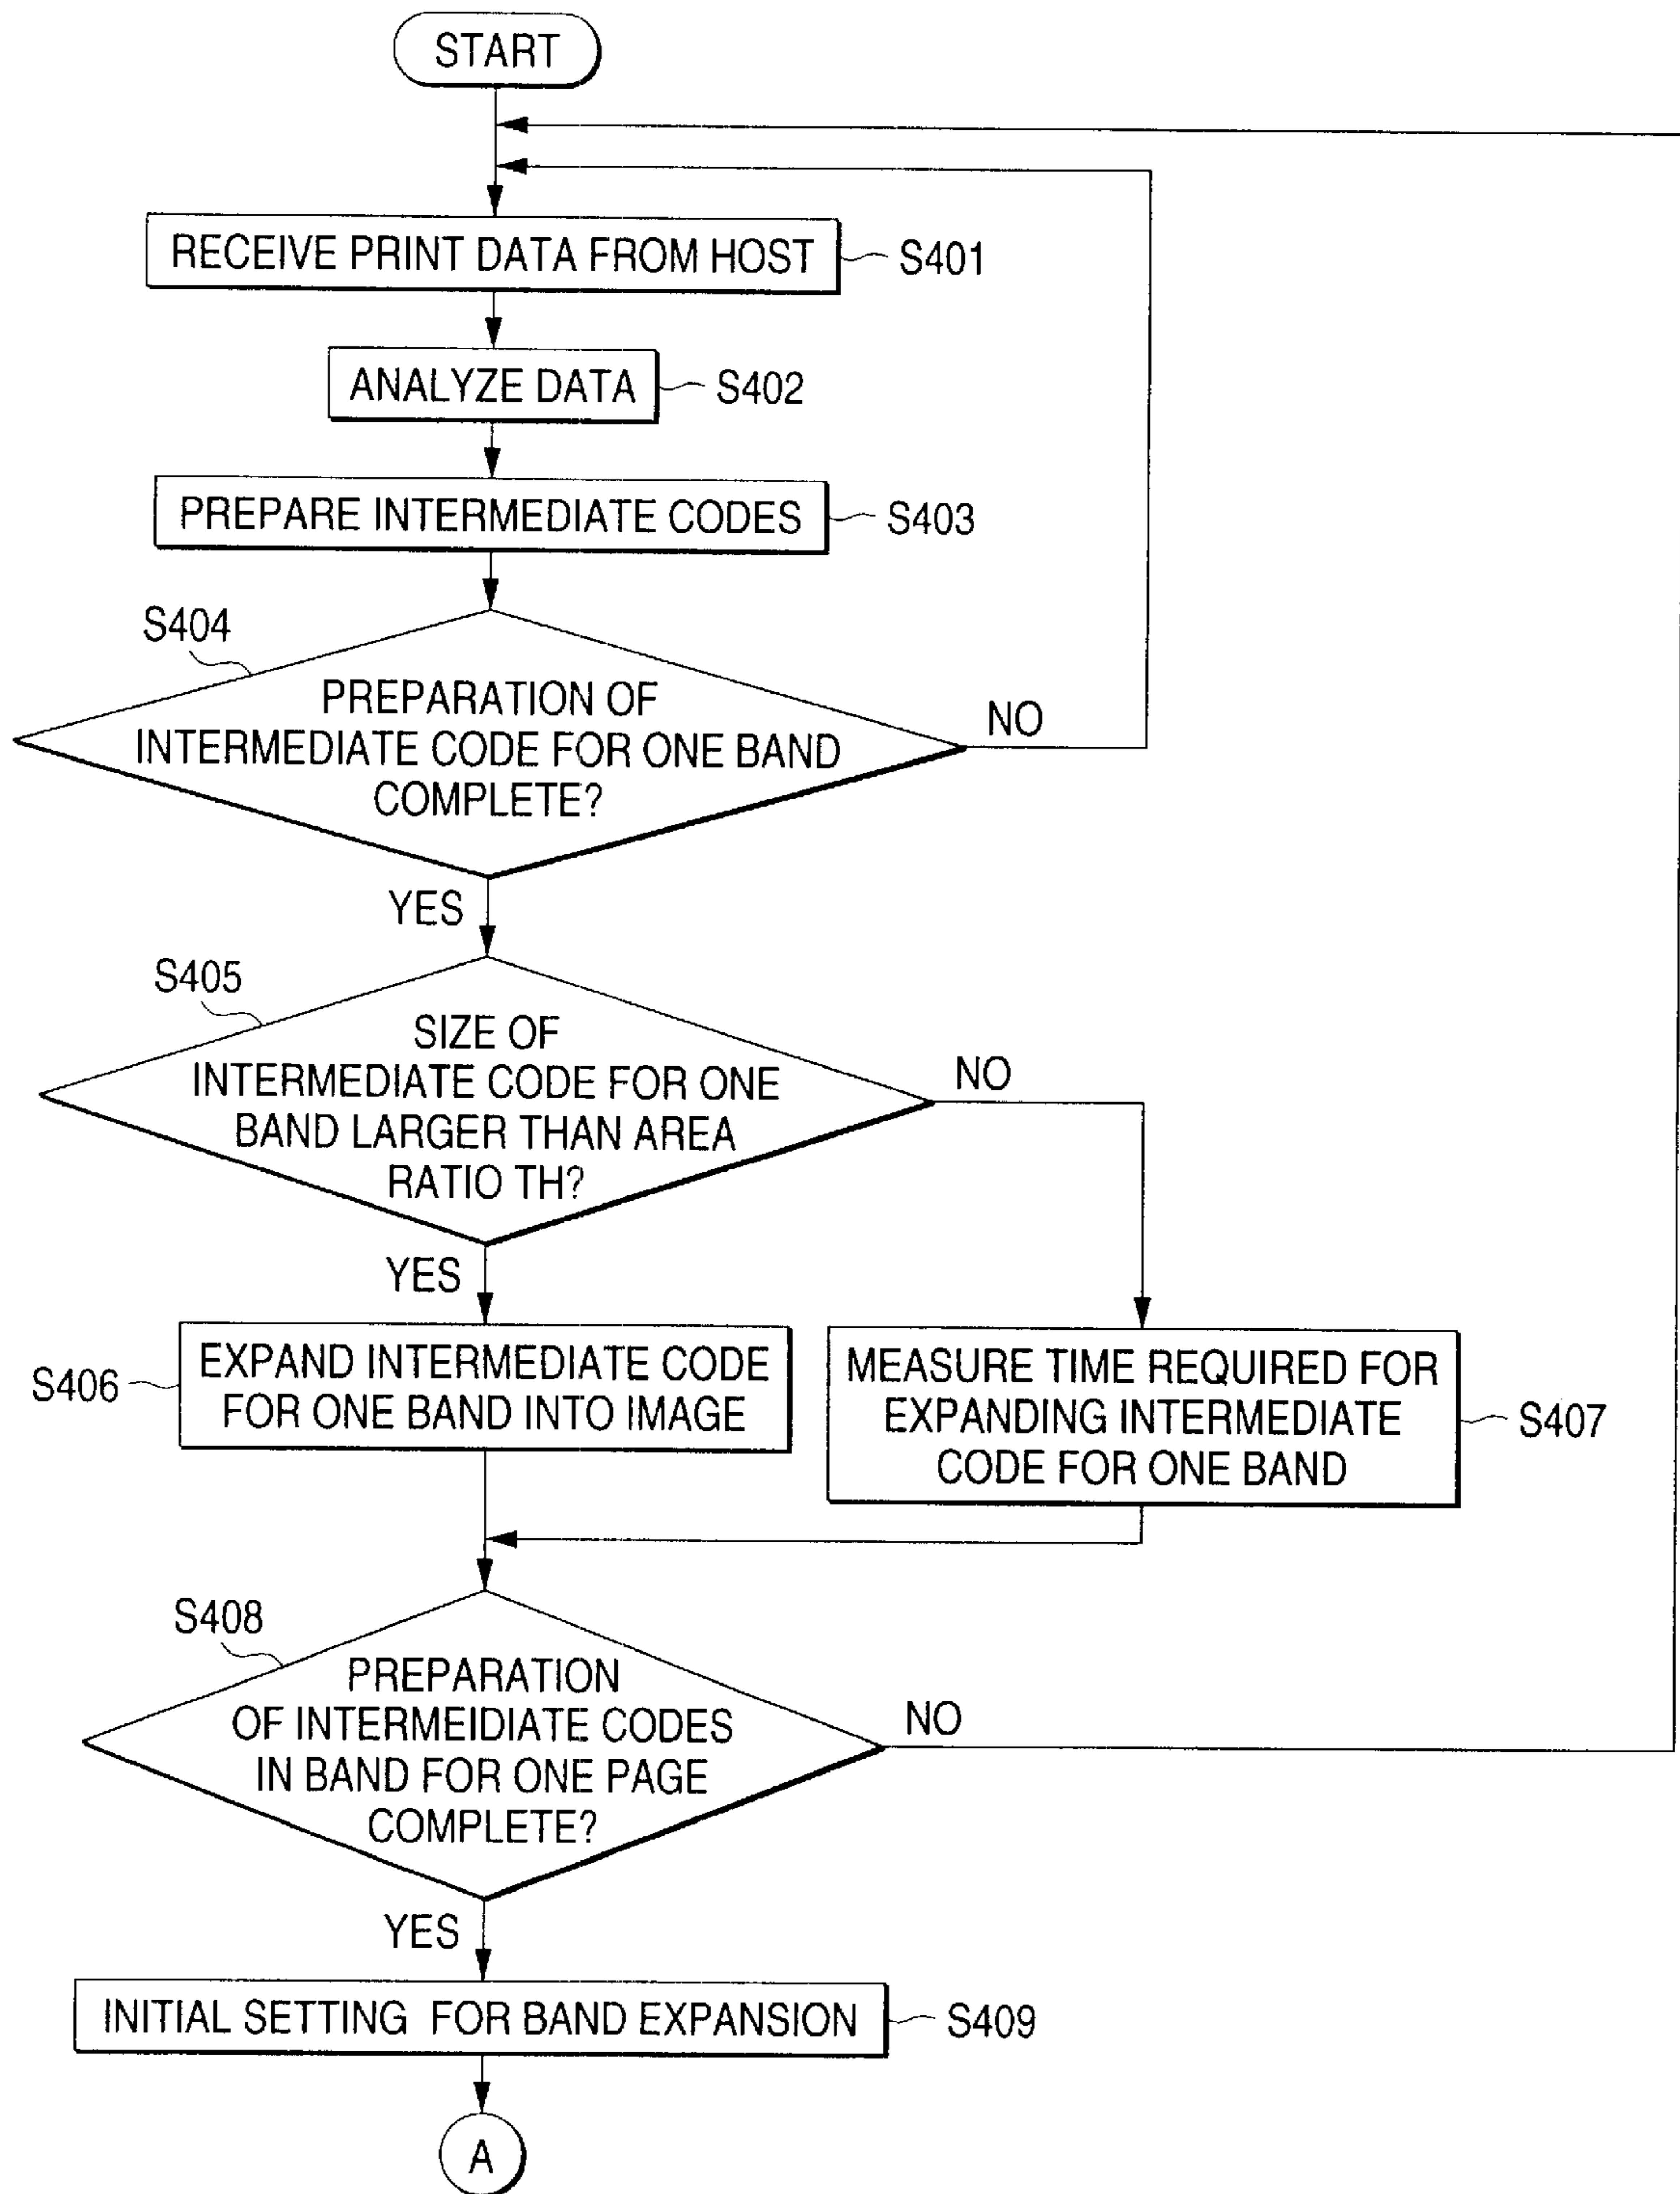 START
RECEIVE PRINT DATA FROM HOST
S401
ANALYZE DATA
S402
PREPARE INTERMEDIATE CODES
S403
S404
PREPARATION OF
INTERMEDIATE CODE FOR ONE BAND
COMPLETE?
NO
YES
S405
SIZE OF
INTERMEDIATE CODE FOR ONE
BAND LARGER THAN AREA
RATIO TH?
NO
YES
S406
EXPAND INTERMEDIATE CODE
FOR ONE BAND INTO IMAGE
MEASURE TIME REQUIRED FOR
EXPANDING INTERMEDIATE
CODE FOR ONE BAND
S407
S408
PREPARATION
OF INTERMEIDIATE CODES
IN BAND FOR ONE PAGE
COMPLETE?
NO
YES
INITIAL SETTING FOR BAND EXPANSION
S409
A